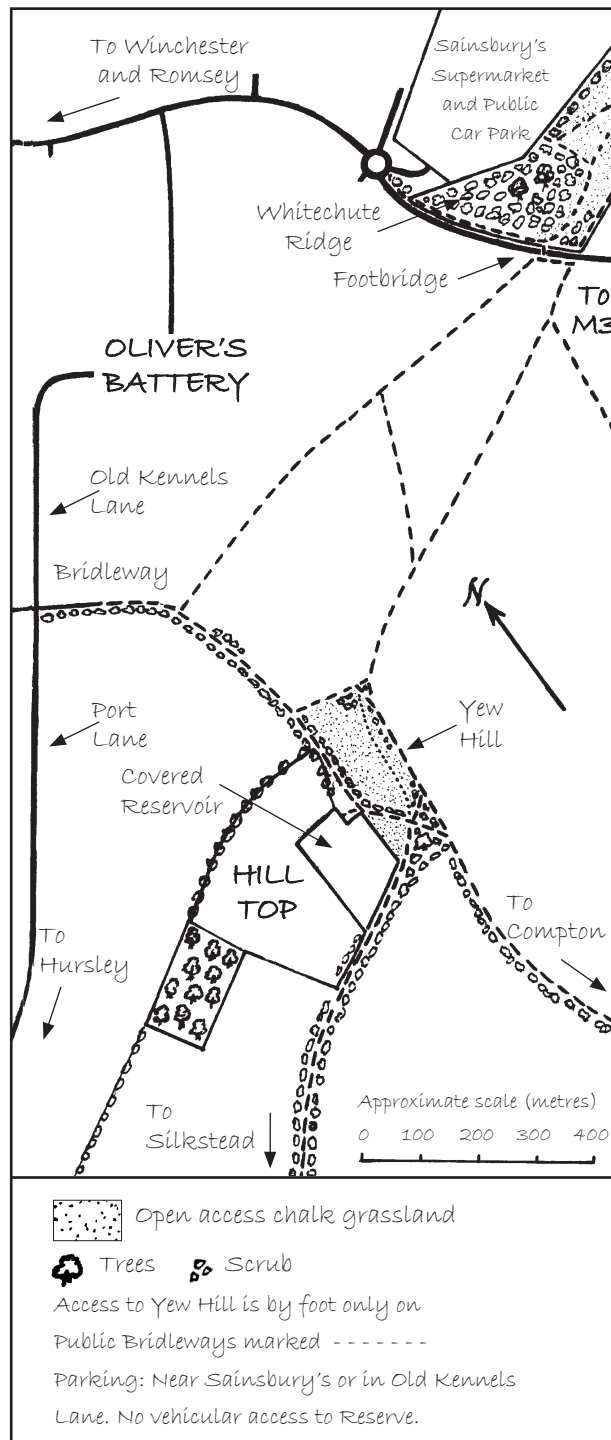 To Winchester
and Romsey
Sainsbury's
Supermarket
and Public
Car Park
Whitechute
Ridge
Footbridge
To
M3
OLIVER'S
BATTERY
Old Kennels
Lane
Bridleway
N
Port
Lane
Yew
Hill
Covered
Reservoir
HILL
TOP
To
Compton
To
Hursley
To
Silkstead
Approximate scale (metres)
0 100 200 300 400
Open access chalk grassland
Trees Scrub
Access to Yew Hill is by foot only on
Public Bridleways marked -------
Parking: Near Sainsbury's or in Old Kennels
Lane. No vehicular access to Reserve.